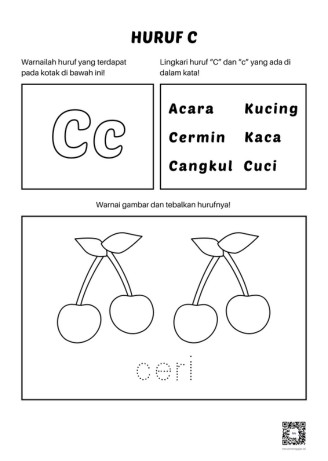 HURUF C
Warnailah huruf yang terdapat
pada kotak di bawah ini!
Lingkari huruf "C" dan "c" yang ada di
dalam kata!
Cc
Acara Kucing
Cermin Kaca
Cangkul Cuci
Warnai gambar dan tebalkan hurufnya!
ceri